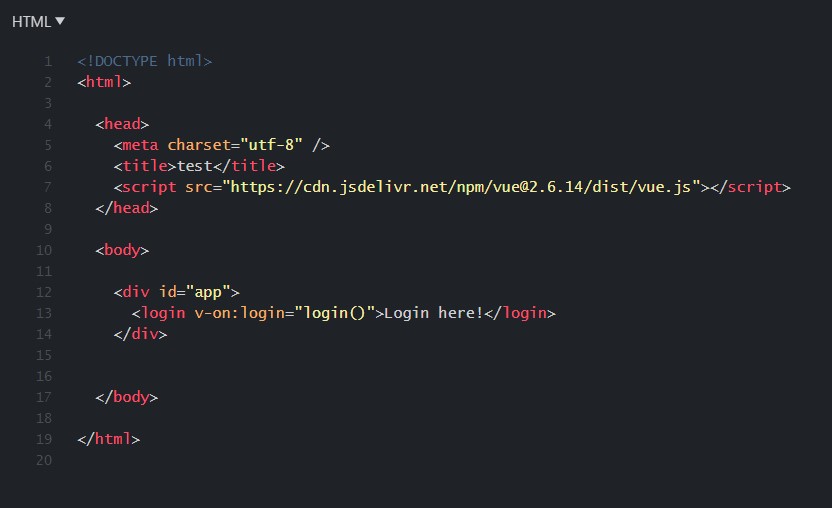 HTML ▼
1 <!DOCTYPE html>
2 <html>
3
4 <head>
5 <meta charset="utf-8" />
6 <title>test</title>
7 <script src="https://cdn.jsdelivr.net/npm/vue@2.6.14/dist/vue.js"></script>
8 </head>
9
10 <body>
11
12 <div id="app">
13 <login v-on:login="login()">Login here!</login>
14 </div>
15
16
17 </body>
18
19 </html>
20